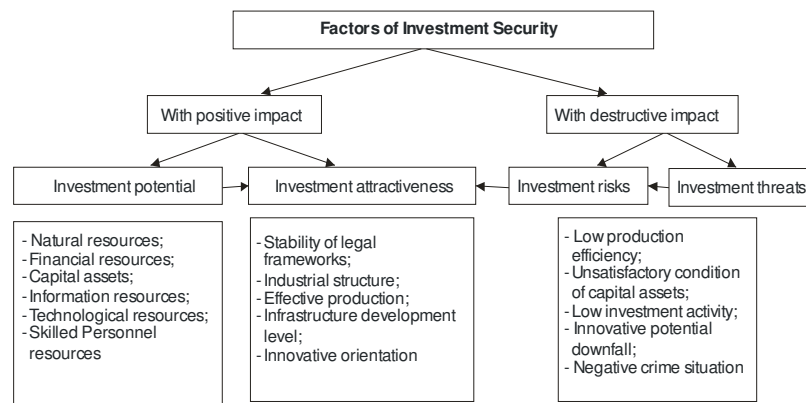 Factors of Investment Security
With positive impact
With destructive impact
Investment potential
Investment attractiveness
Investment risks
Investment threats
- Natural resources;
- Financial resources;
- Capital assets;
- Information resources;
- Technological resources;
- Skilled Personnel
resources
- Stability of legal
frameworks;
- Industrial structure;
- Effective production;
- Infrastructure development
level;
- Innovative orientation
- Low production
efficiency;
- Unsatisfactory condition
of capital assets;
- Low investment activity;
- Innovative potential
downfall;
- Negative crime situation